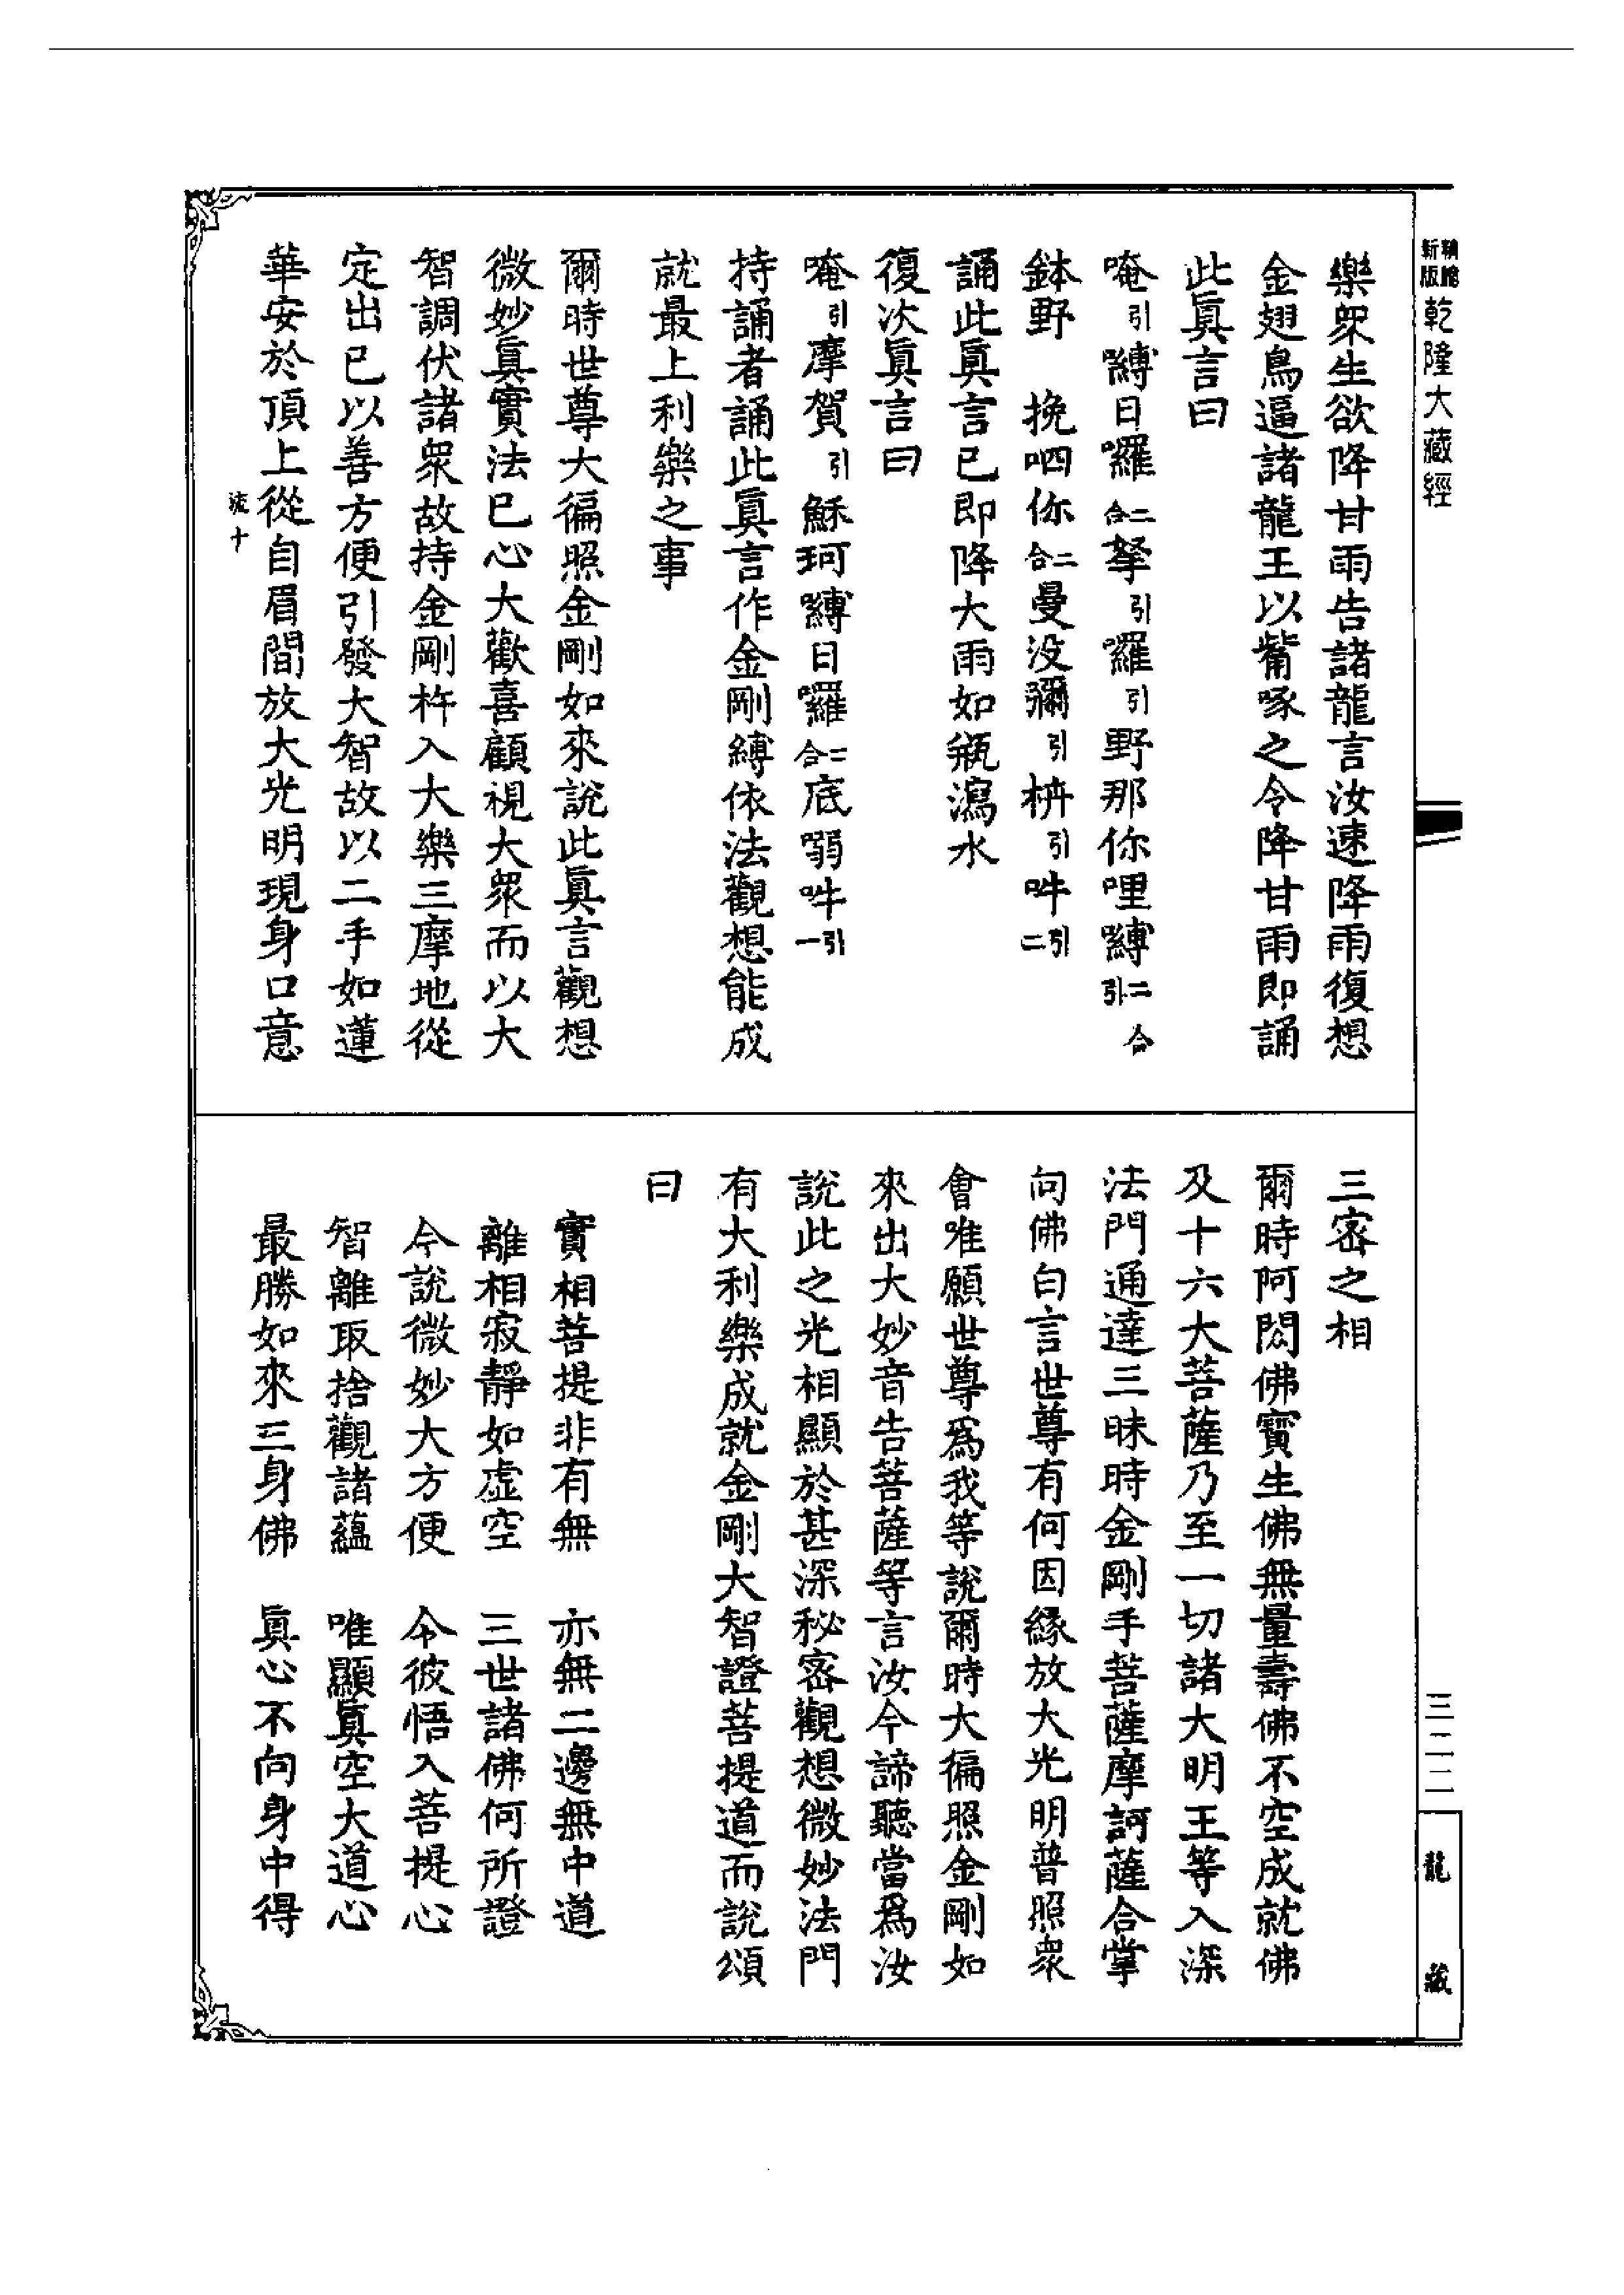 新版精縮乾隆大藏經
樂眾生欲降甘雨告諸龍言汝速降雨復想
金翅鳥逼諸龍王以觜啄之令降甘雨即誦
此眞言曰
唵引嚩日囉二合拏引囉引野那你哩嚩二合引
鉢野 挽呬你二合曼没彌引枬引吽引二
誦此眞言已即降大雨如瓶瀉水
復次眞言曰
唵引摩賀引穌珂嚩日囉二合底弱吽引一
持誦者誦此眞言作金剛縛依法觀想能成
就最上利樂之事
爾時世尊大徧照金剛如來說此眞言觀想
微妙眞實法已心大歡喜顧視大眾而以大
智調伏諸眾故持金剛杵入大樂三摩地從
定出已以善方便引發大智故以二手如蓮
華安於頂上從自眉間放大光明現身口意
三密之相
爾時阿閦佛寶生佛無量壽佛不空成就佛
及十六大菩薩乃至一切諸大明王等入深
法門通達三昧時金剛手菩薩摩訶薩合掌
向佛白言世尊有何因緣放大光明普照眾
會唯願世尊爲我等說爾時大徧照金剛如
來出大妙音告菩薩等言汝今諦聽當爲汝
說此之光相顯於甚深秘密觀想微妙法門
有大利樂成就金剛大智證菩提道而說頌
曰
實相菩提非有無 亦無二邊無中道
離相寂靜如虛空 三世諸佛何所證
今說微妙大方便 令彼悟入菩提心
智離取捨觀諸蘊 唯顯眞空大道心
最勝如來三身佛 眞心不向身中得
三二二
龍藏